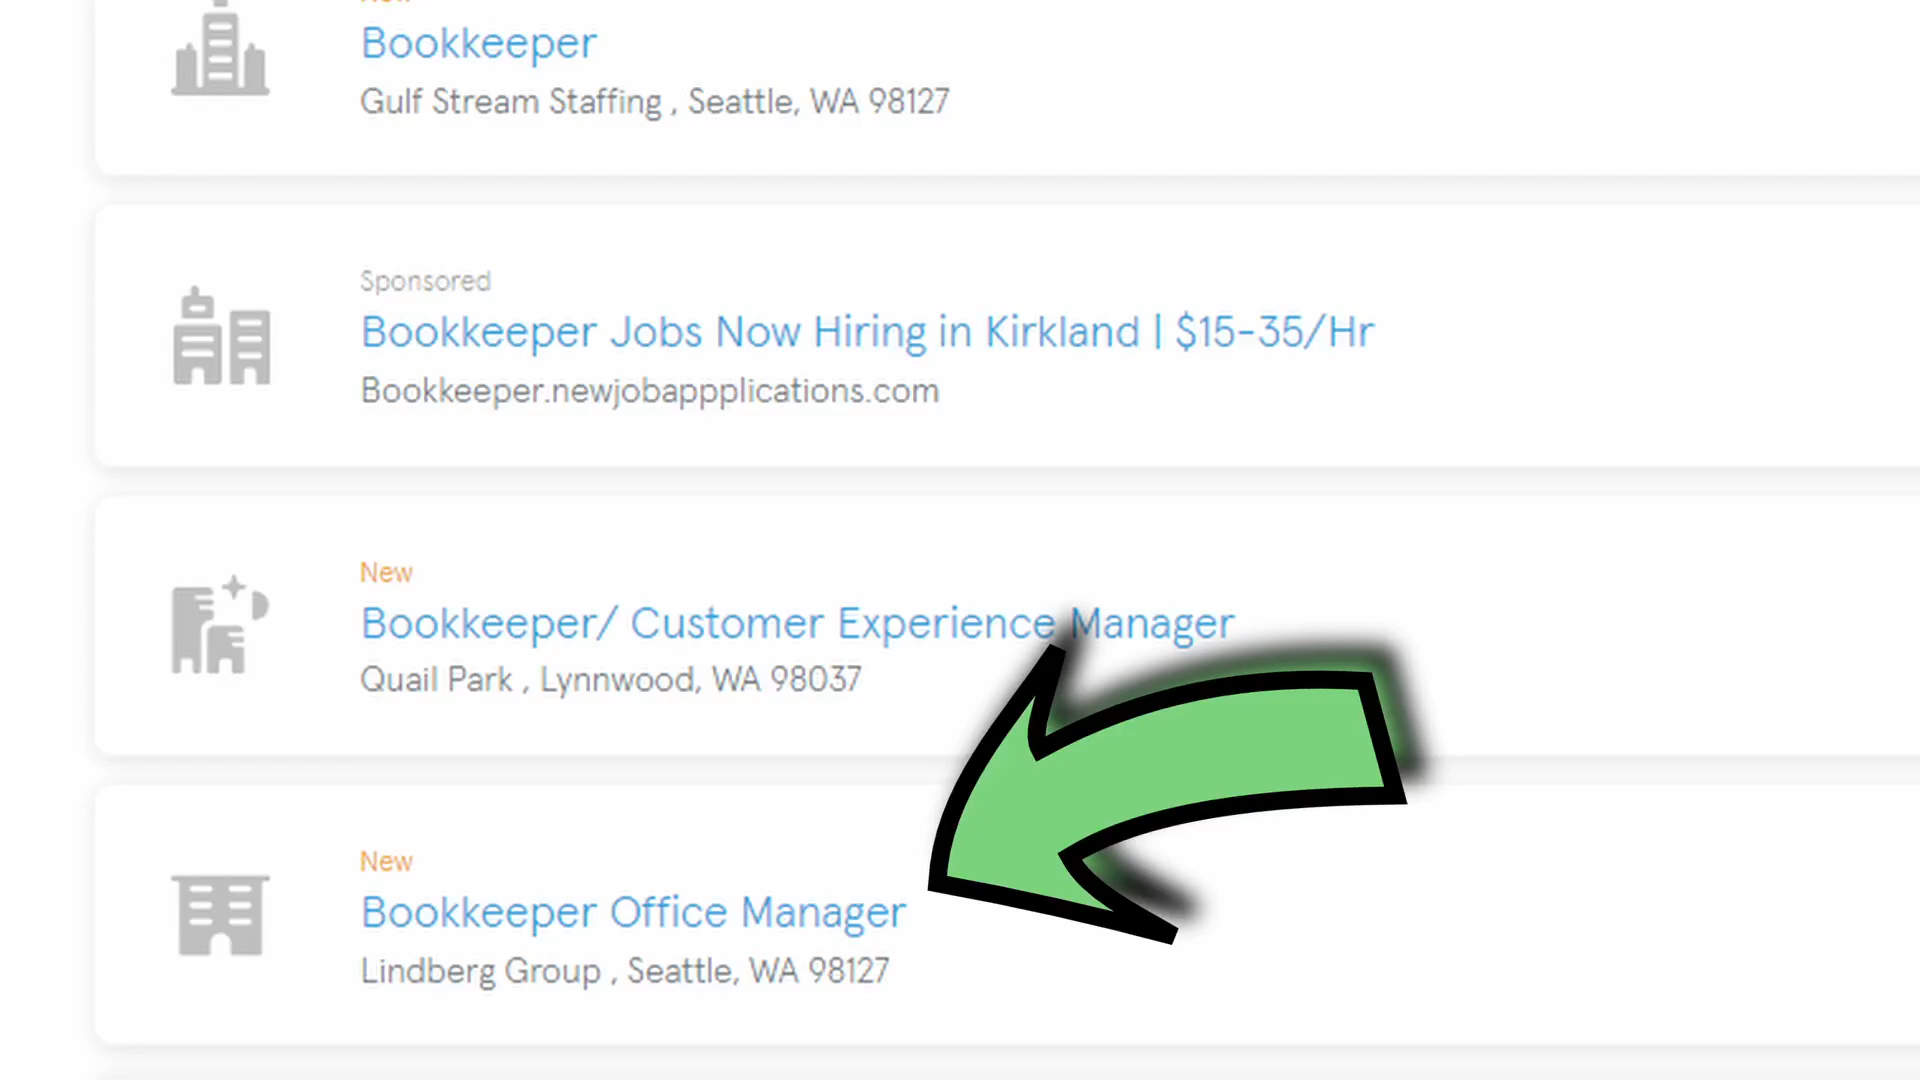 Bookkeeper
Gulf Stream Staffing , Seattle, WA 98127
Sponsored
Bookkeeper Jobs Now Hiring in Kirkland | $15-35/Hr
Bookkeeper.newjobappplications.com
New
Bookkeeper/ Customer Experience Manager
Quail Park , Lynnwood, WA 98037
New
Bookkeeper Office Manager
Lindberg Group , Seattle, WA 98127